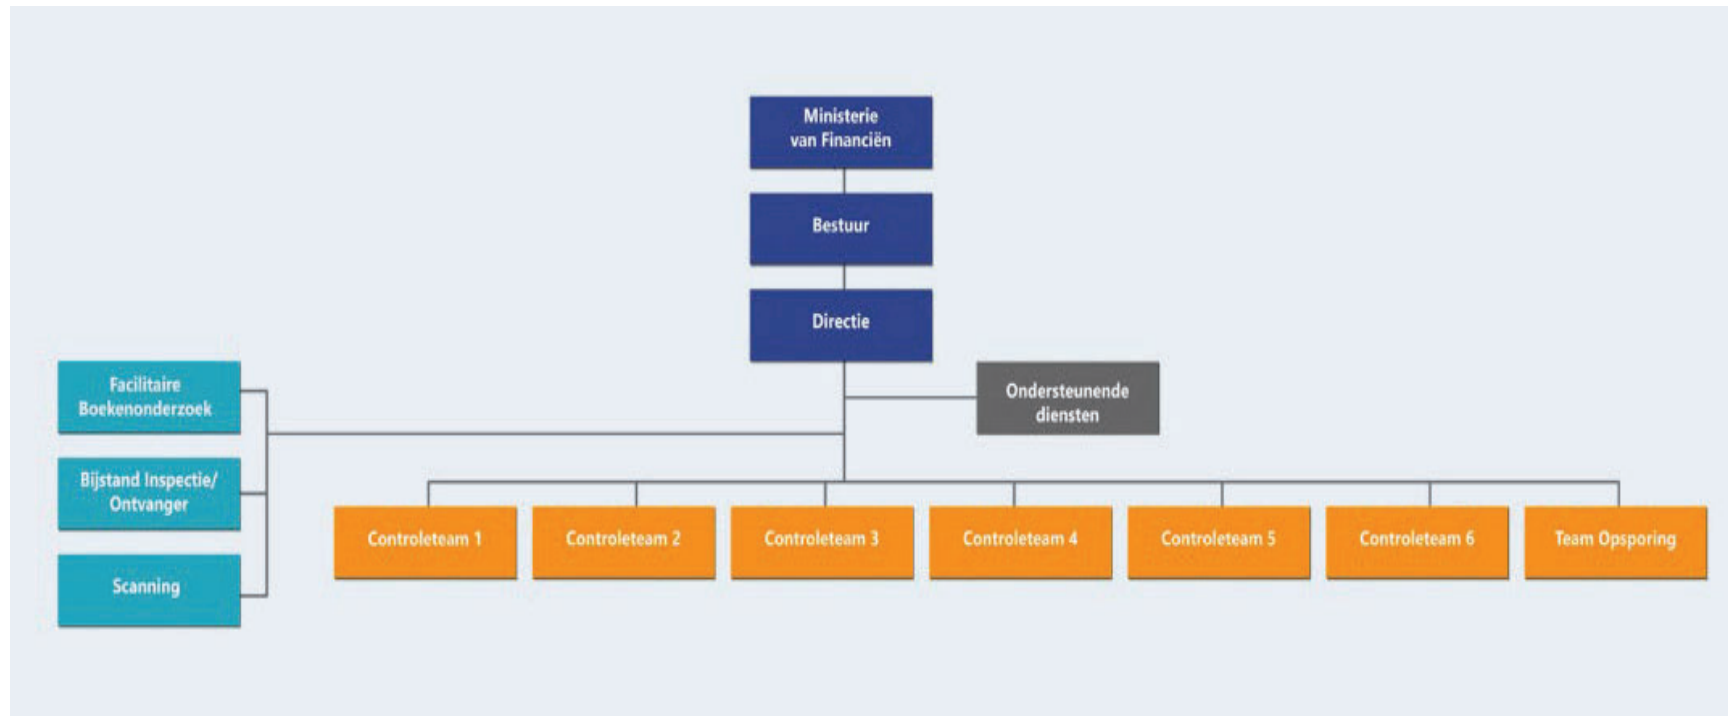 Ministerie
van Financiën
Bestuur
Directie
Facilitaire
Boekenonderzoek
Ondersteunende
diensten
Bijstand Inspectie/
Ontvanger
Scanning
Controleteam 1
Controleteam 2
Controleteam 3
Controleteam 4
Controleteam 5
Controleteam 6
Team Opsporing